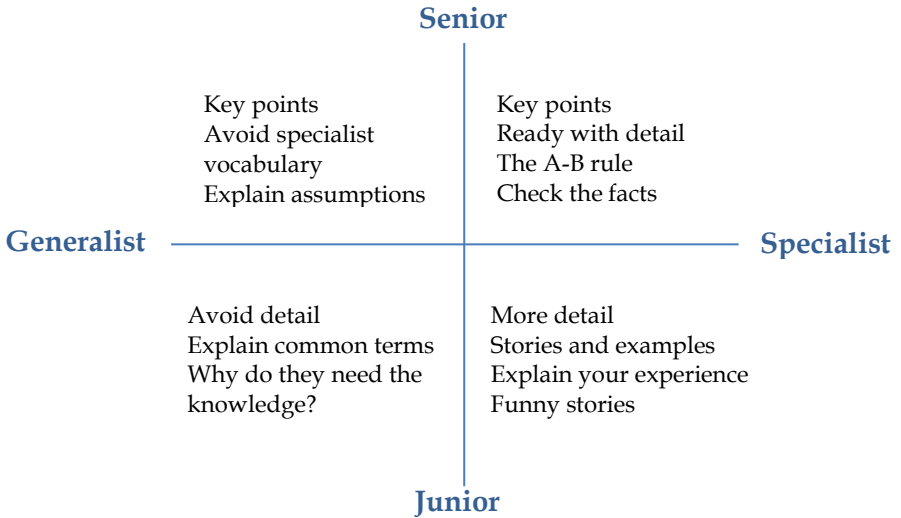 Senior
Key points
Avoid specialist
vocabulary
Explain assumptions
Key points
Ready with detail
The A-B rule
Check the facts
Generalist
Specialist
Avoid detail
Explain common terms
Why do they need the
knowledge?
More detail
Stories and examples
Explain your experience
Funny stories
Junior